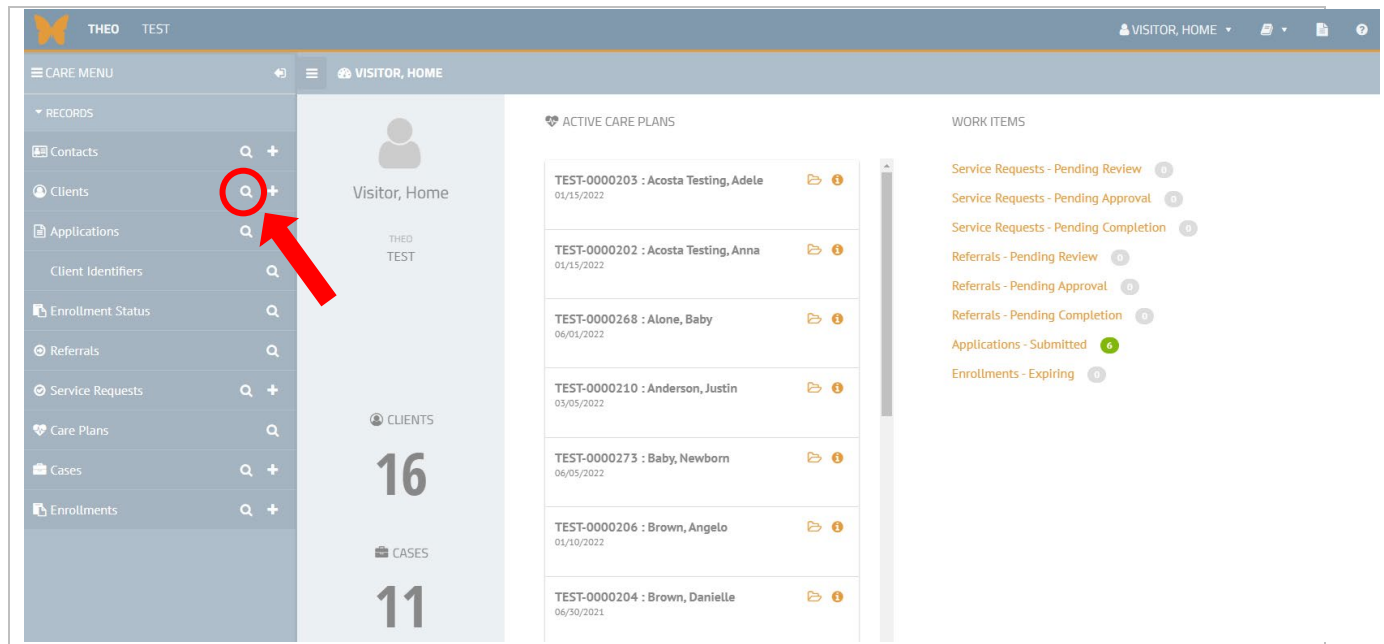 THEO TEST
VISITOR, HOME
CARE MENU
VISITOR, HOME
RECORDS
Contacts
Clients
Applications
Client Identifiers
Enrollment Status
Referrals
Service Requests
Care Plans
Cases
Enrollments
Visitor, Home
THEO
TEST
CLIENTS
16
CASES
11
ACTIVE CARE PLANS
TEST-0000203 : Acosta Testing, Adele
01/15/2022
TEST-0000202 : Acosta Testing, Anna
01/15/2022
TEST-0000268 : Alone, Baby
06/01/2022
TEST-0000210 : Anderson, Justin
03/05/2022
TEST-0000273 : Baby, Newborn
06/05/2022
TEST-0000206 : Brown, Angelo
01/10/2022
TEST-0000204 : Brown, Danielle
06/30/2021
WORK ITEMS
Service Requests - Pending Review 0
Service Requests - Pending Approval 0
Service Requests - Pending Completion 0
Referrals - Pending Review 0
Referrals - Pending Approval 0
Referrals - Pending Completion 0
Applications - Submitted 6
Enrollments - Expiring 0